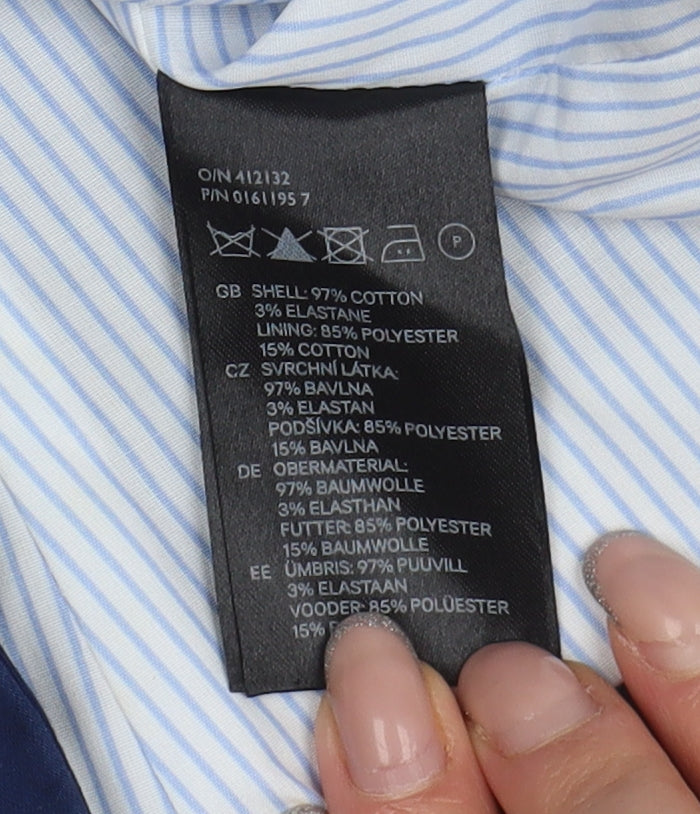 O/N 412132
P/N 0161195 7
P
GB SHELL: 97% COTTON
3% ELASTANE
LINING: 85% POLYESTER
15% COTTON
CZ SVRCHNÍ LÁTKA:
97% BAVLNA
3% ELASTAN
PODŠÍVKA: 85% POLYESTER
15% BAVLNA
DE OBERMATERIAL:
97% BAUMWOLLE
3% ELASTHAN
FUTTER: 85% POLYESTER
15% BAUMWOLLE
EE ÜMBRIS: 97% PUUVILL
3% ELASTAAN
VOODER: 85% POLÜESTER
15%